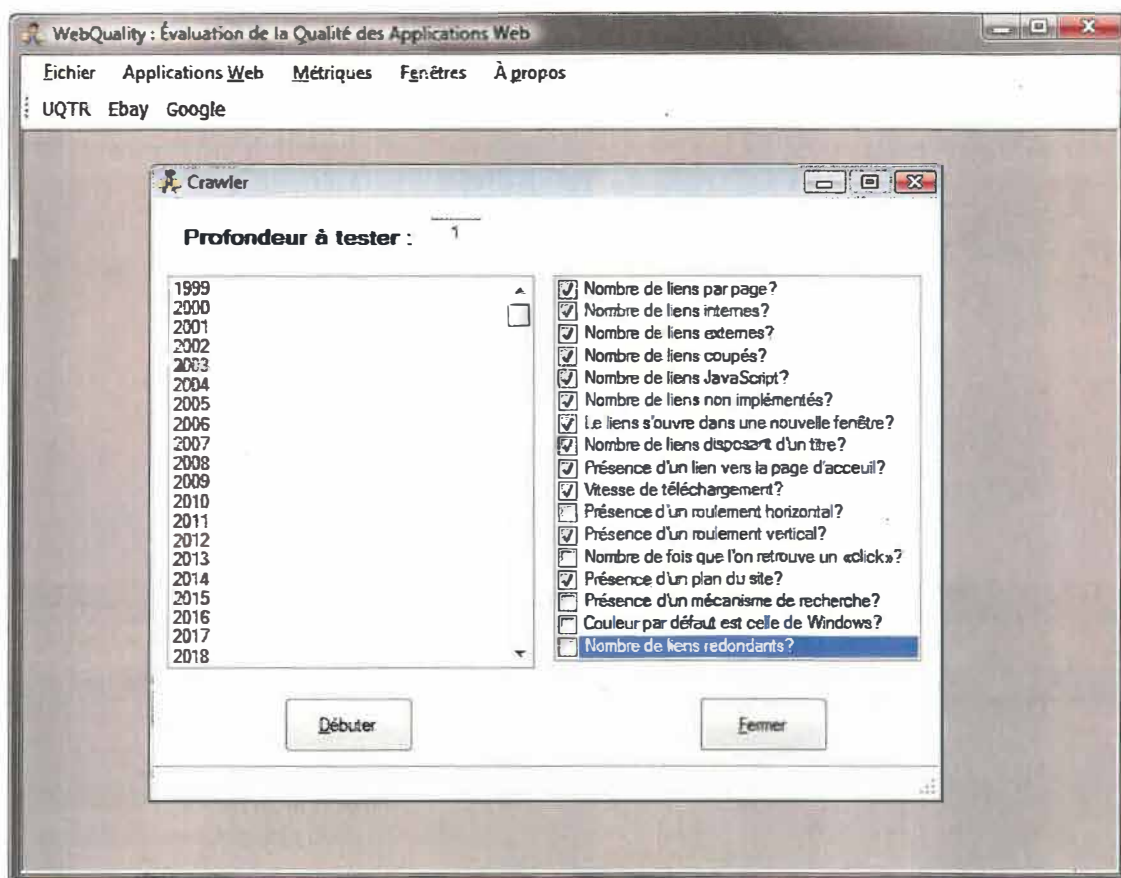 WebQuality : Évaluation de la Qualité des Applications Web
Fichier Applications Web Métriques Fenêtres À propos
UQTR Ebay Google
Crawler
Profondeur à tester : 1
1999
2000
2001
2002
2003
2004
2005
2006
2007
2008
2009
2010
2011
2012
2013
2014
2015
2016
2017
2018
Nombre de liens par page?
Nombre de liens internes?
Nombre de liens externes?
Nombre de liens coupés?
Nombre de liens JavaScript?
Nombre de liens non implémentés?
Le liens s'ouvre dans une nouvelle fenêtre?
Nombre de liens disposant d'un titre?
Présence d'un lien vers la page d'acceuil?
Vitesse de téléchargement?
Présence d'un roulement horizontal?
Présence d'un roulement vertical?
Nombre de fois que l'on retrouve un «click»?
Présence d'un plan du site?
Présence d'un mécanisme de recherche?
Couleur par défaut est celle de Windows?
Nombre de liens redondants?
Débuter
Fermer